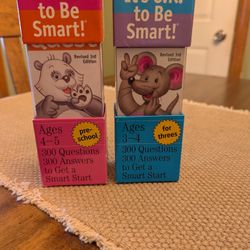 to Be
Smart!™
Revised 3rd
Edition
Ages
4–5
pre-
school
300 Questions
300 Answers
to Get a
Smart Start
to Be
Smart!™
Revised 3rd
Edition
Ages
3–4
for
threes
300 Questions
300 Answers
to Get a
Smart Start